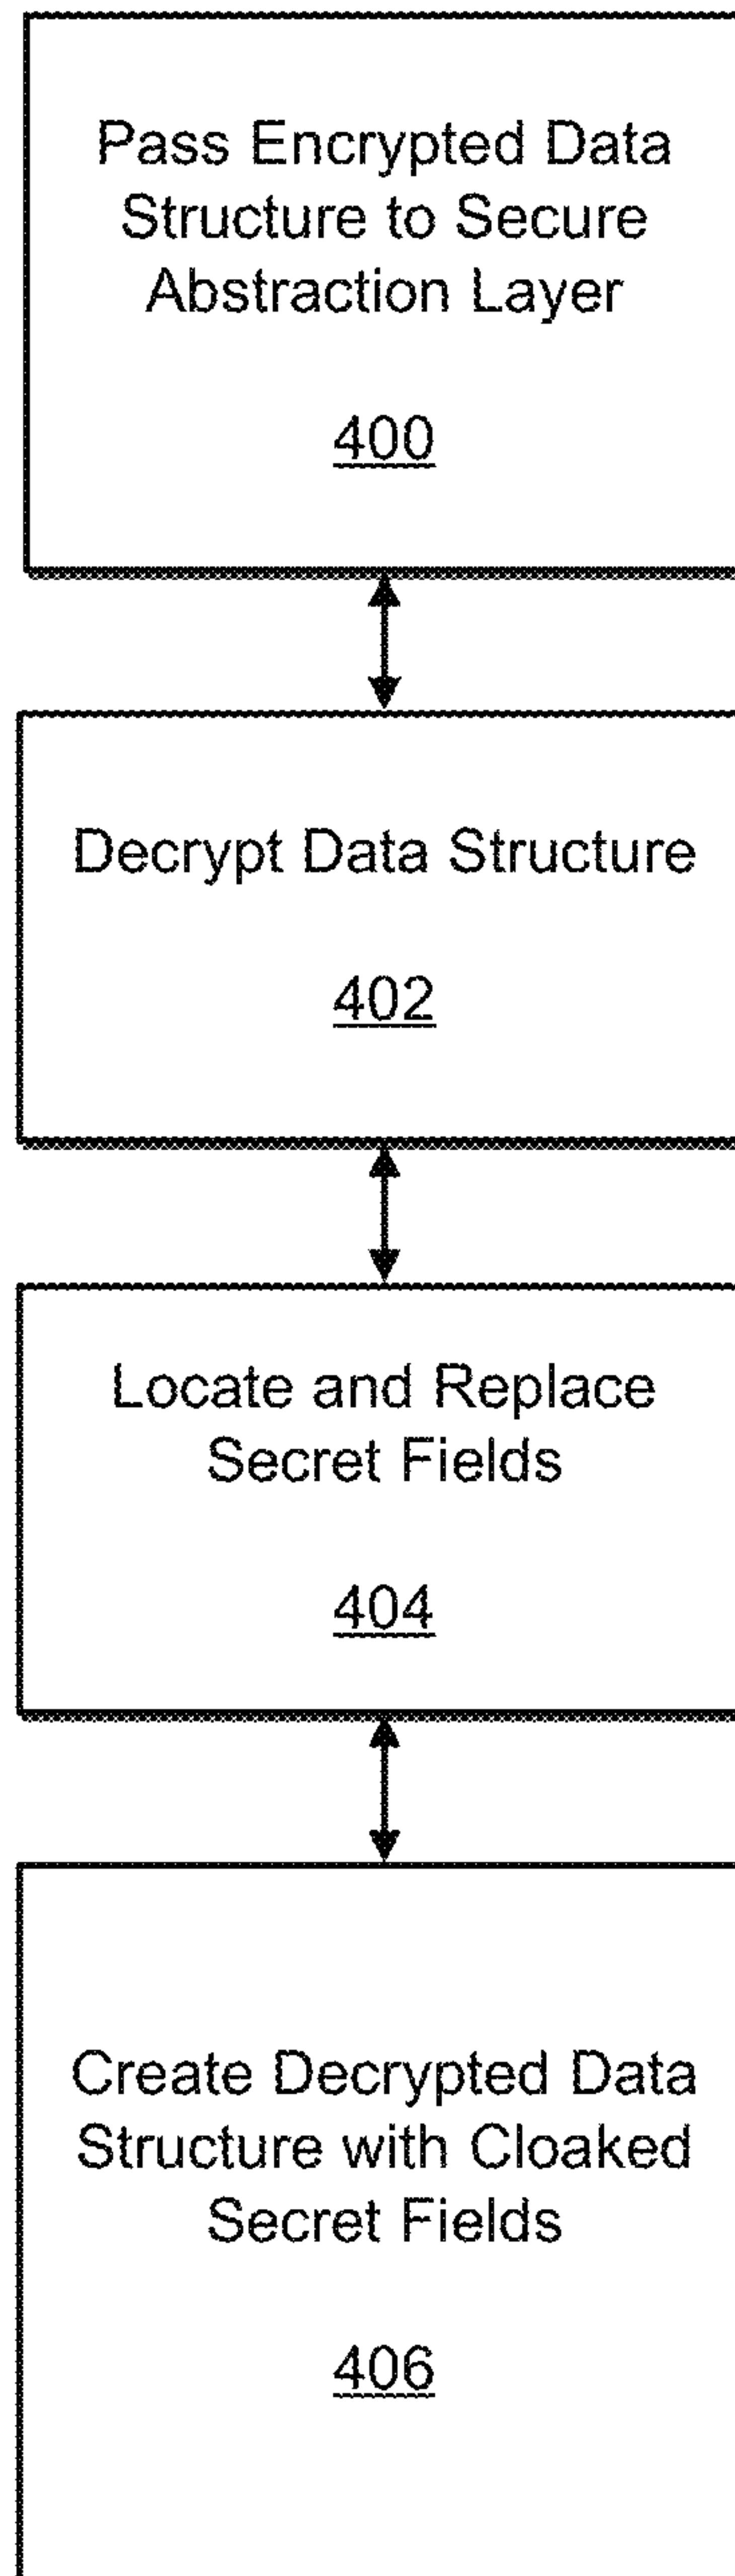 Pass Encrypted Data
Structure to Secure
Abstraction Layer
400
Decrypt Data Structure
402
Locate and Replace
Secret Fields
404
Create Decrypted Data
Structure with Cloaked
Secret Fields
406